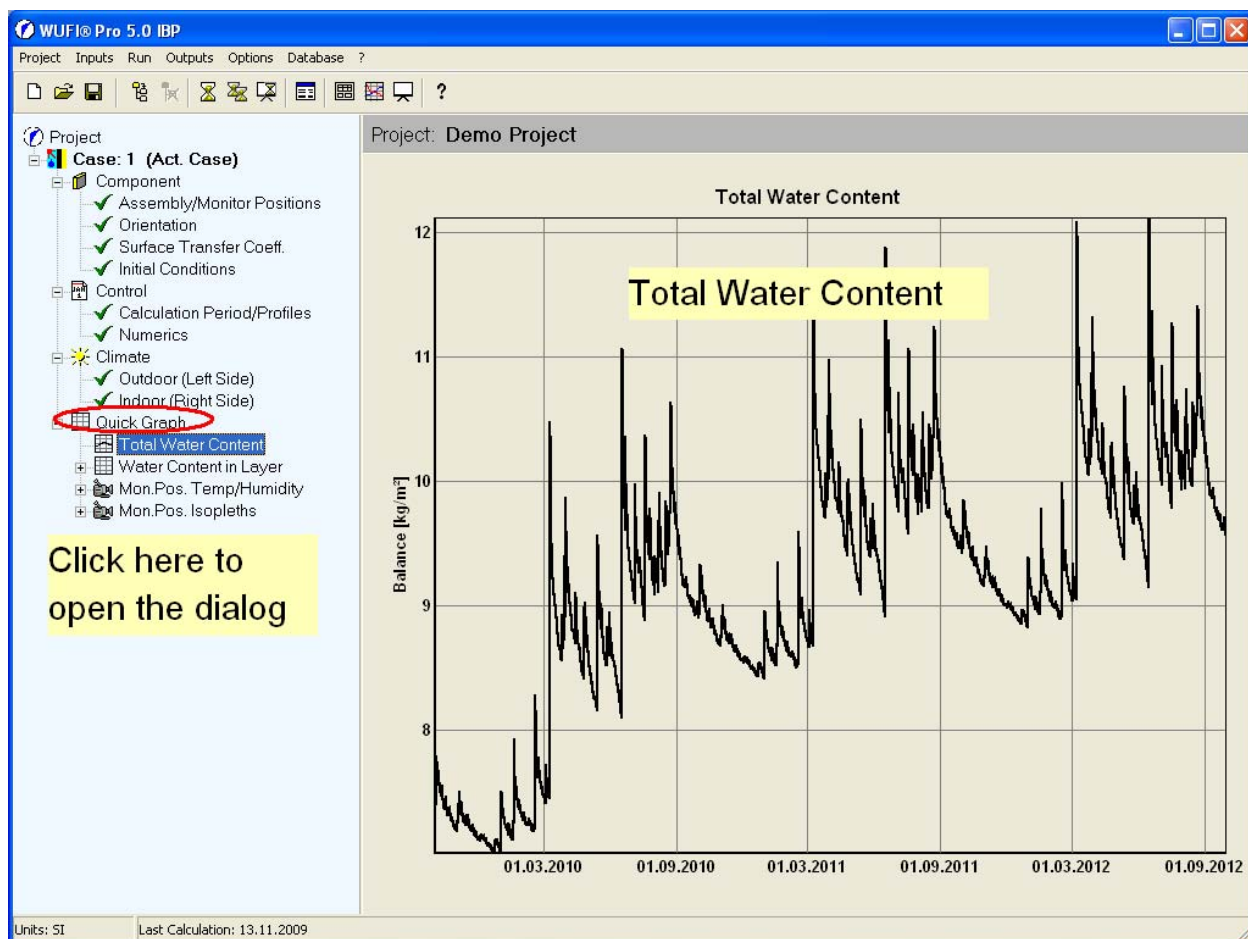 WUFI® Pro 5.0 IBP
Project Inputs Run Outputs Options Database ?
?
Project
Case: 1 (Act. Case)
Component
Assembly/Monitor Positions
Orientation
Surface Transfer Coeff.
Initial Conditions
Control
Calculation Period/Profiles
Numerics
Climate
Outdoor (Left Side)
Indoor (Right Side)
Quick Graph
Total Water Content
Water Content in Layer
Mon.Pos. Temp/Humidity
Mon.Pos. Isopleths
Click here to
open the dialog
Project: Demo Project
Total Water Content
Total Water Content
12
11
10
9
8
Balance [kg/m²]
01.03.2010 01.09.2010 01.03.2011 01.09.2011 01.03.2012 01.09.2012
Units: SI Last Calculation: 13.11.2009